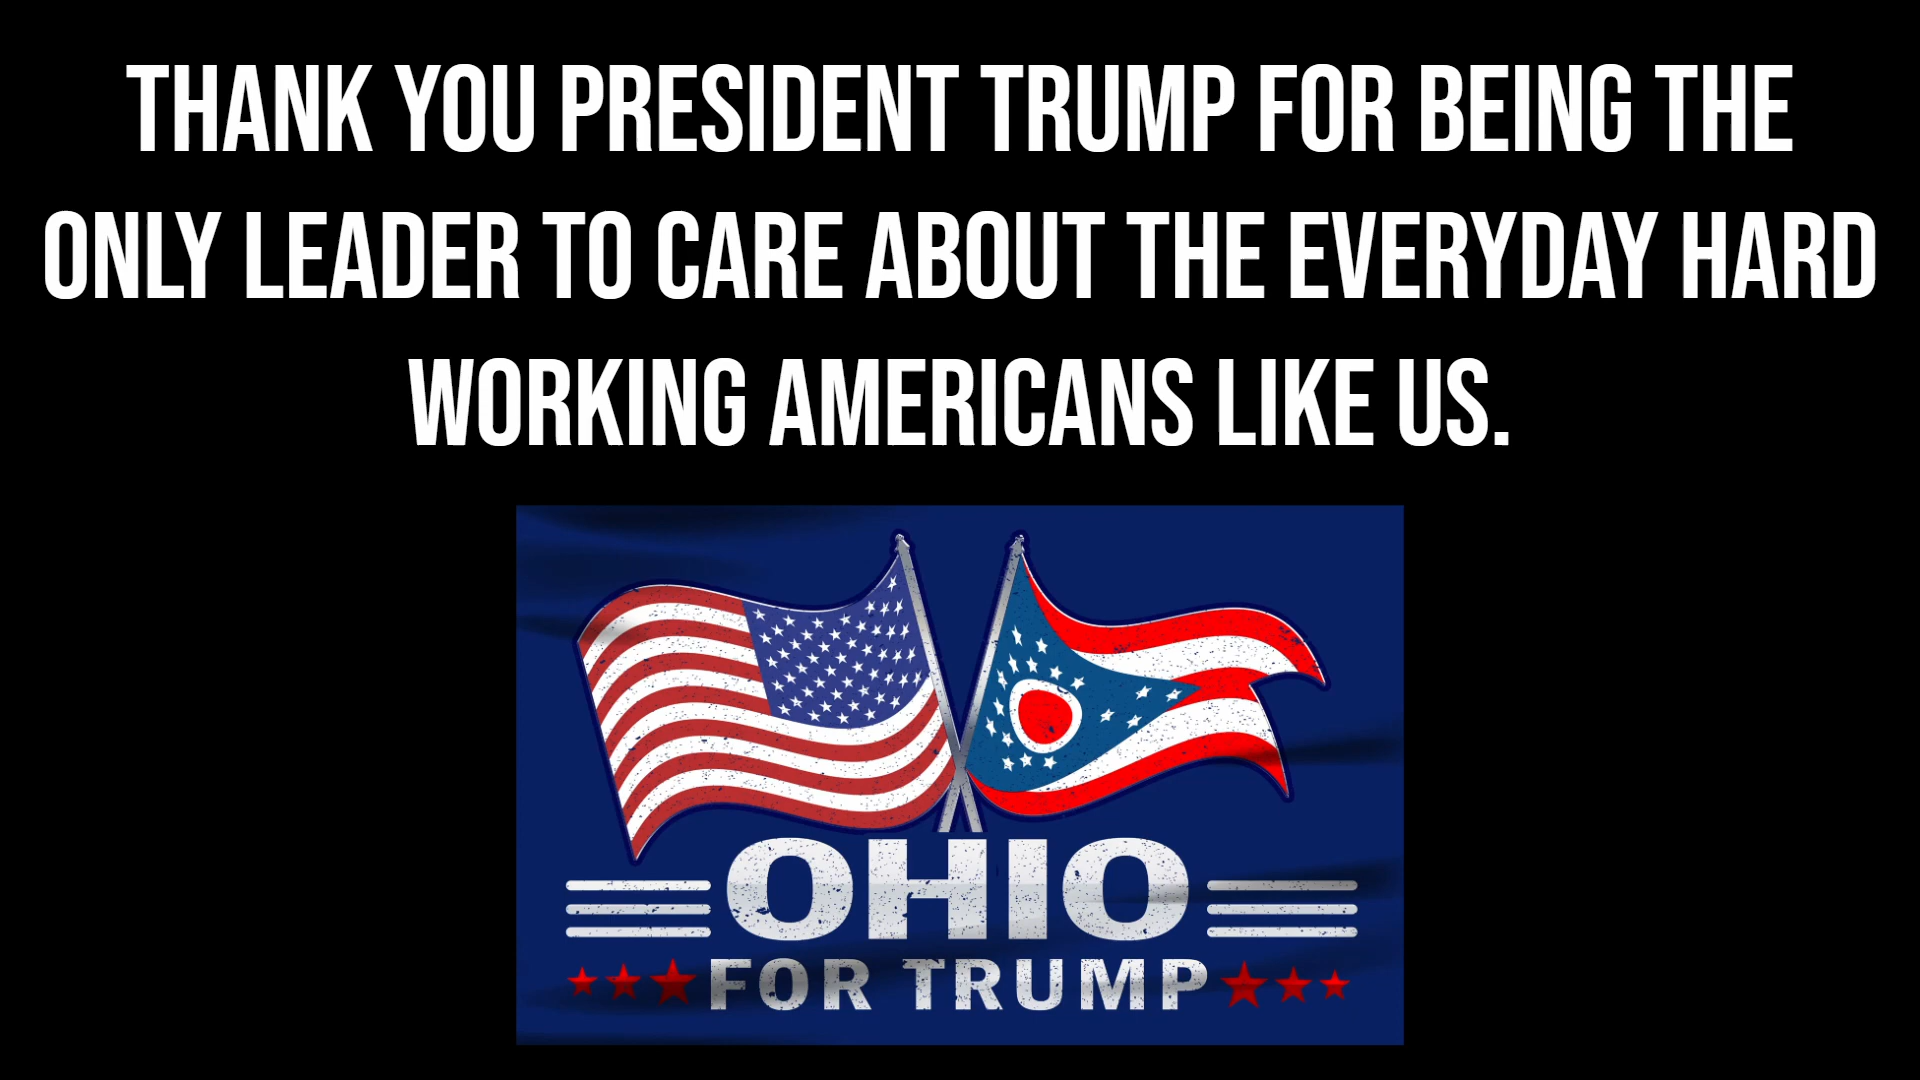 THANK YOU PRESIDENT TRUMP FOR BEING THE
ONLY LEADER TO CARE ABOUT THE EVERYDAY HARD
WORKING AMERICANS LIKE US.
OHIO
FOR TRUMP